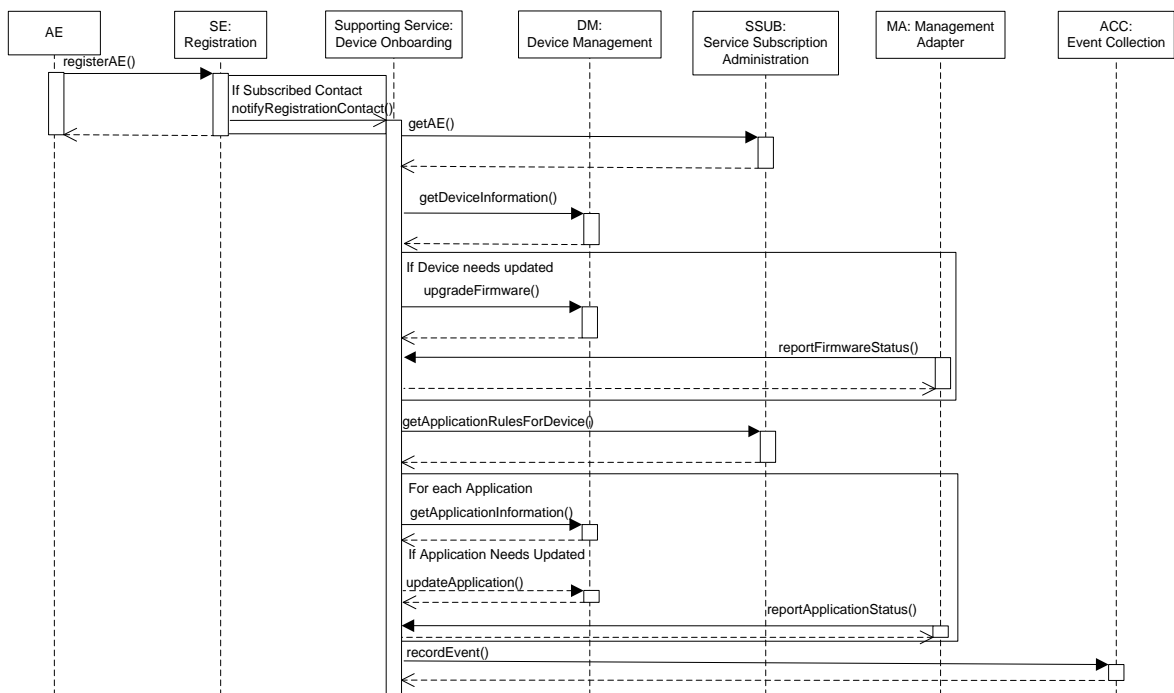 AE
SE:
Registration
Supporting Service:
Device Onboarding
DM:
Device Management
SSUB:
Service Subscription
Administration
MA: Management
Adapter
ACC:
Event Collection
registerAE()
If Subscribed Contact
notifyRegistrationContact()
getAE()
getDeviceInformation()
If Device needs updated
upgradeFirmware()
reportFirmwareStatus()
getApplicationRulesForDevice()
For each Application
getApplicationInformation()
If Application Needs Updated
updateApplication()
reportApplicationStatus()
recordEvent()